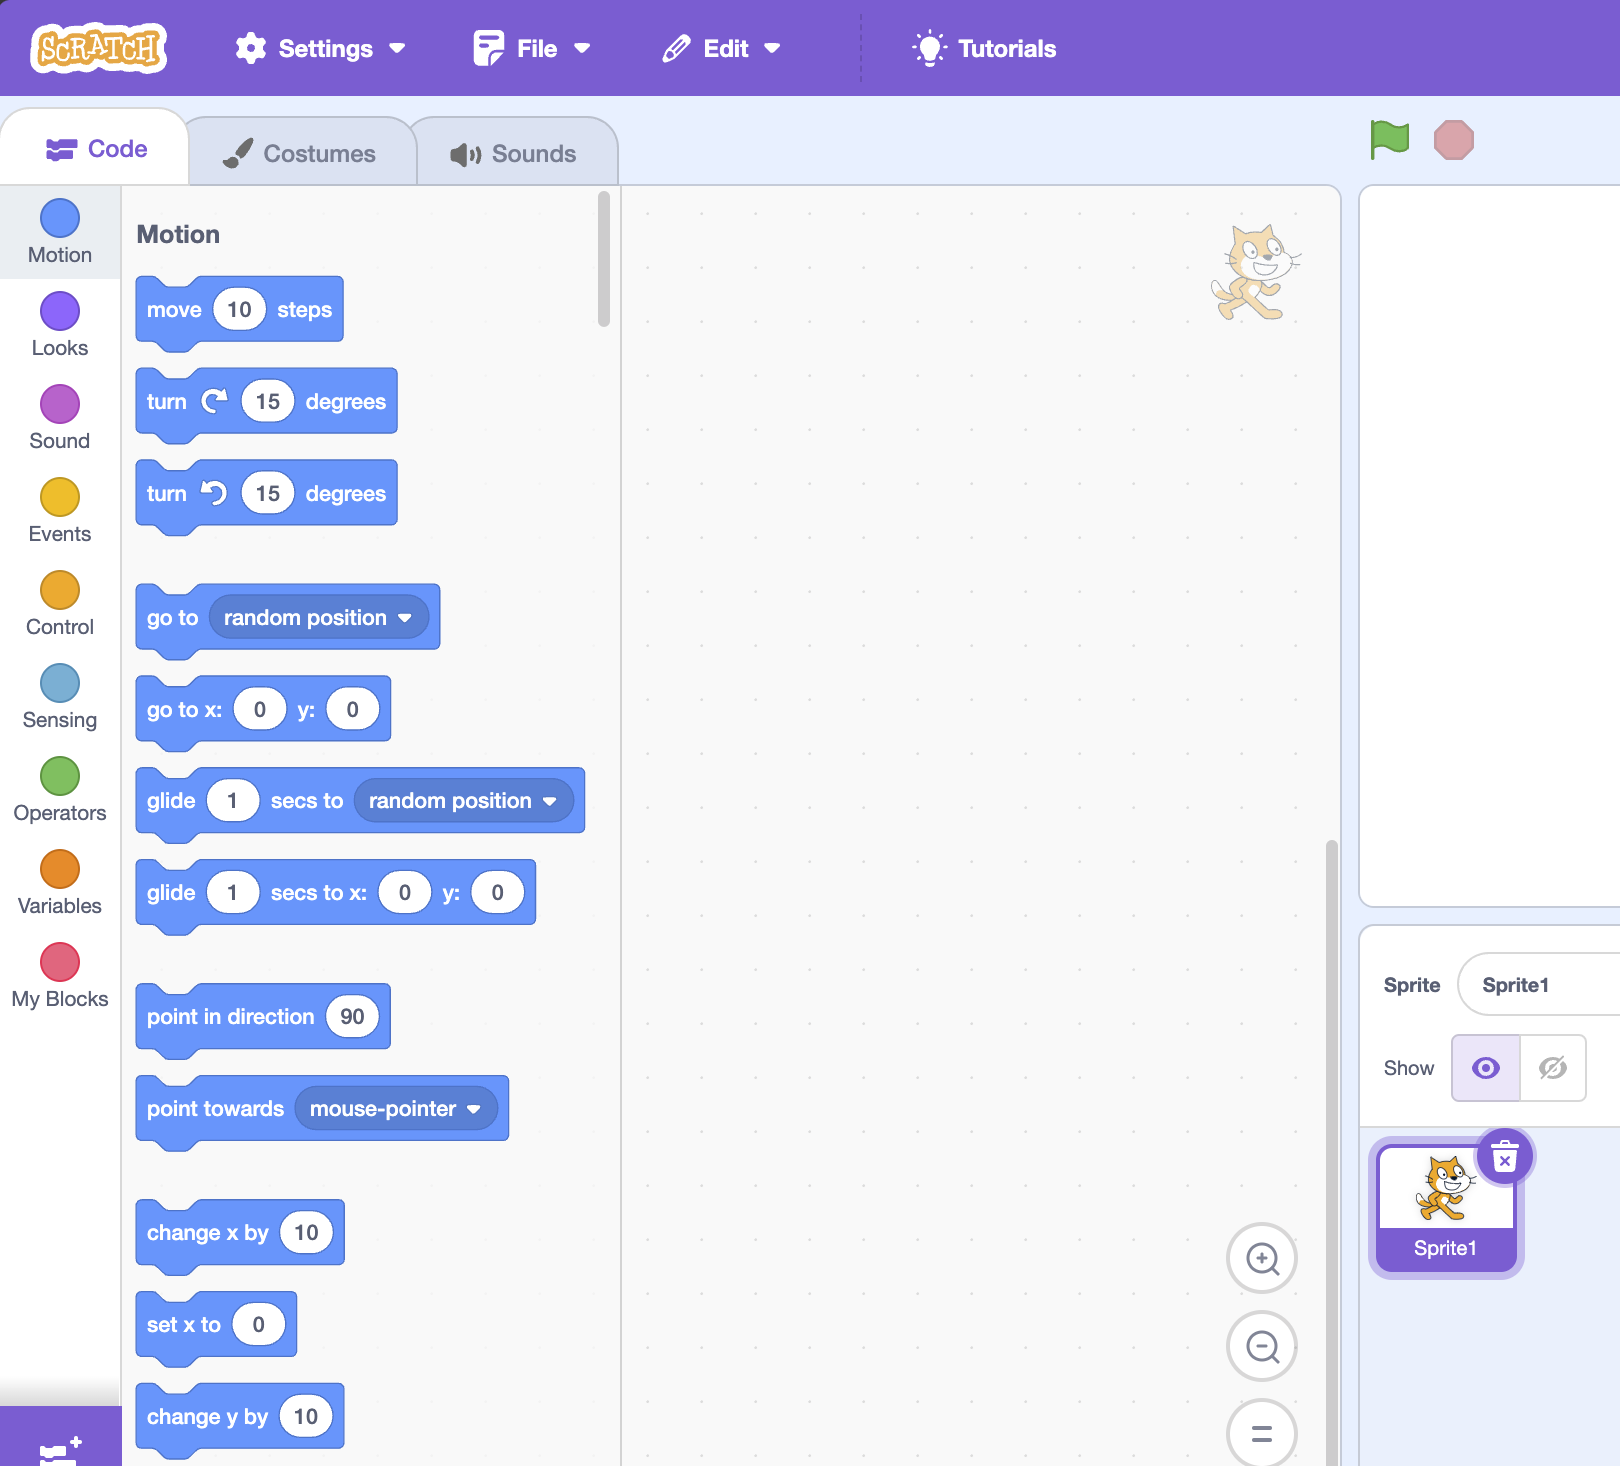 SCRATCH Settings File Edit Tutorials
Code Costumes Sounds
Motion
Looks
Sound
Events
Control
Sensing
Operators
Variables
My Blocks
Motion
move 10 steps
turn 15 degrees
turn 15 degrees
go to random position
go to x: 0 y: 0
glide 1 secs to random position
glide 1 secs to x: 0 y: 0
point in direction 90
point towards mouse-pointer
change x by 10
set x to 0
change y by 10
Sprite Sprite1
Show
Sprite1